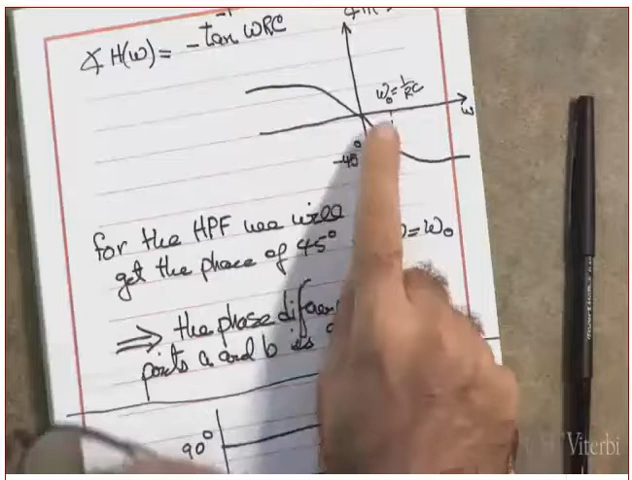 ∡ H(ω) = -tan⁻¹ ωRC
ω₀ = 1/RC
ω
-45°
for the HPF we will
get the phase of 45° = ω₀
⇒ the phase
points a and b is
90°
Viterbi